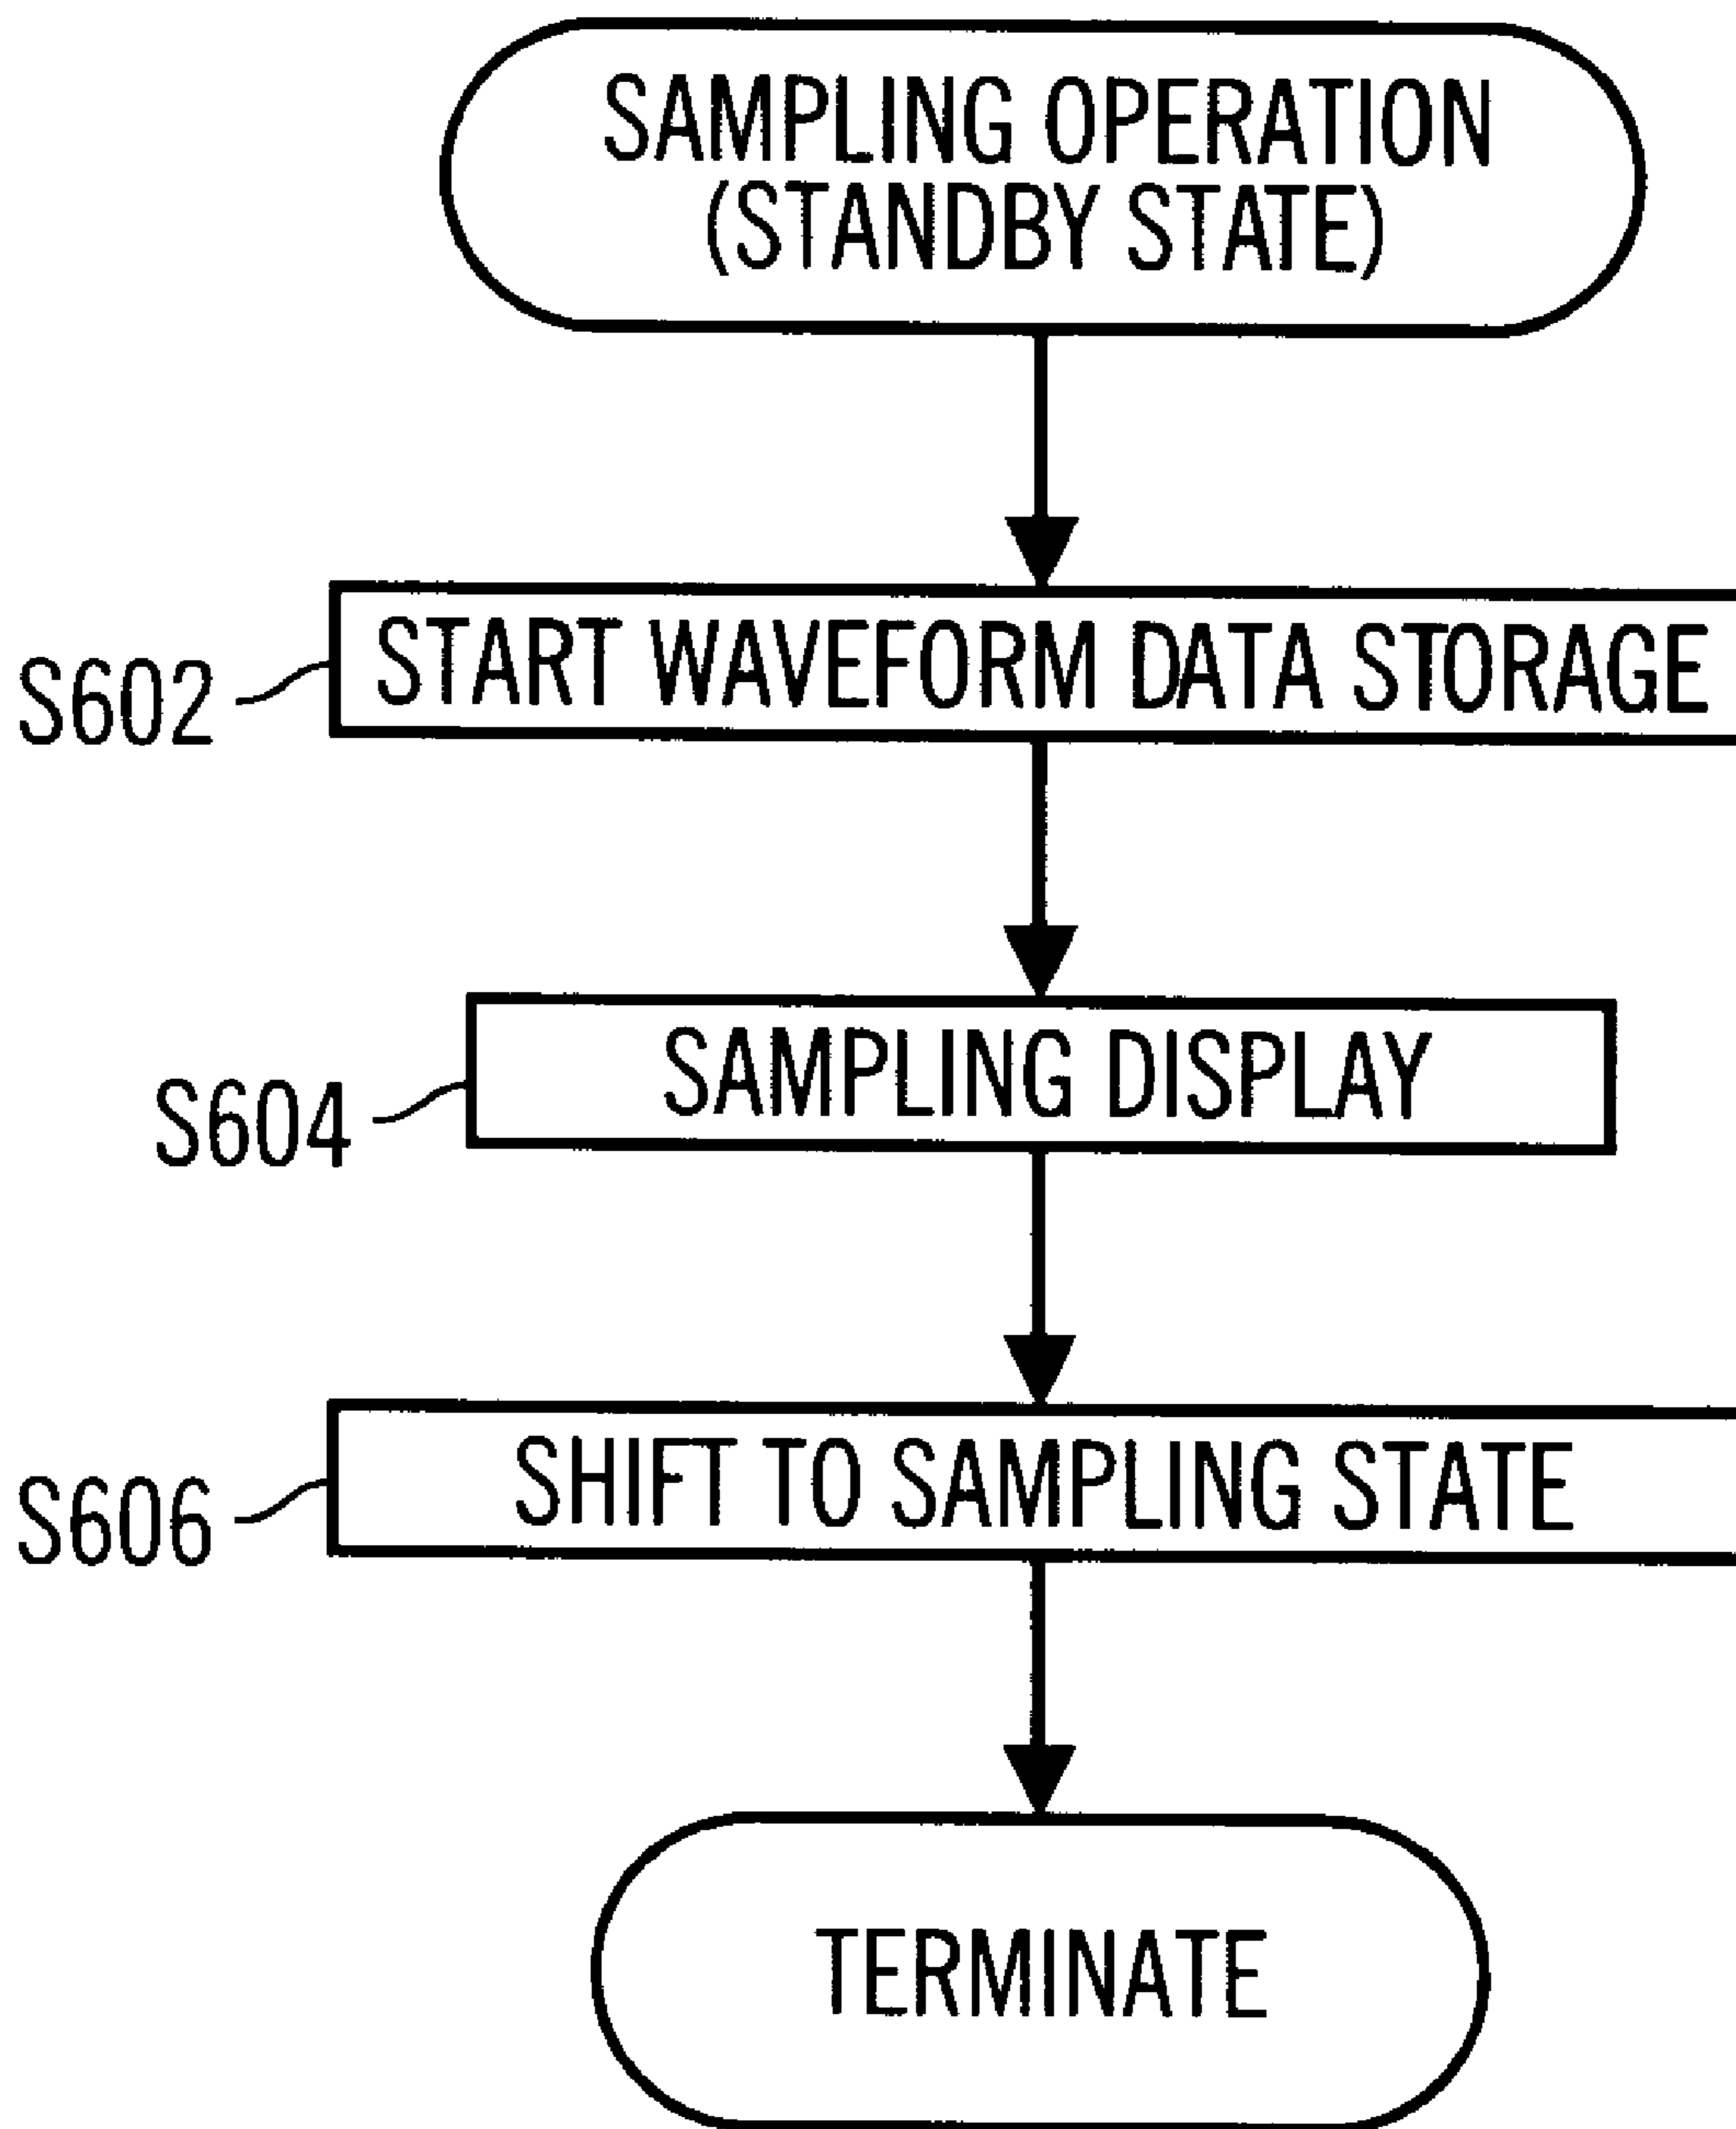 SAMPLING OPERATION
(STANDBY STATE)
START WAVEFORM DATA STORAGE
S602
SAMPLING DISPLAY
S604
SHIFT TO SAMPLING STATE
S606
TERMINATE